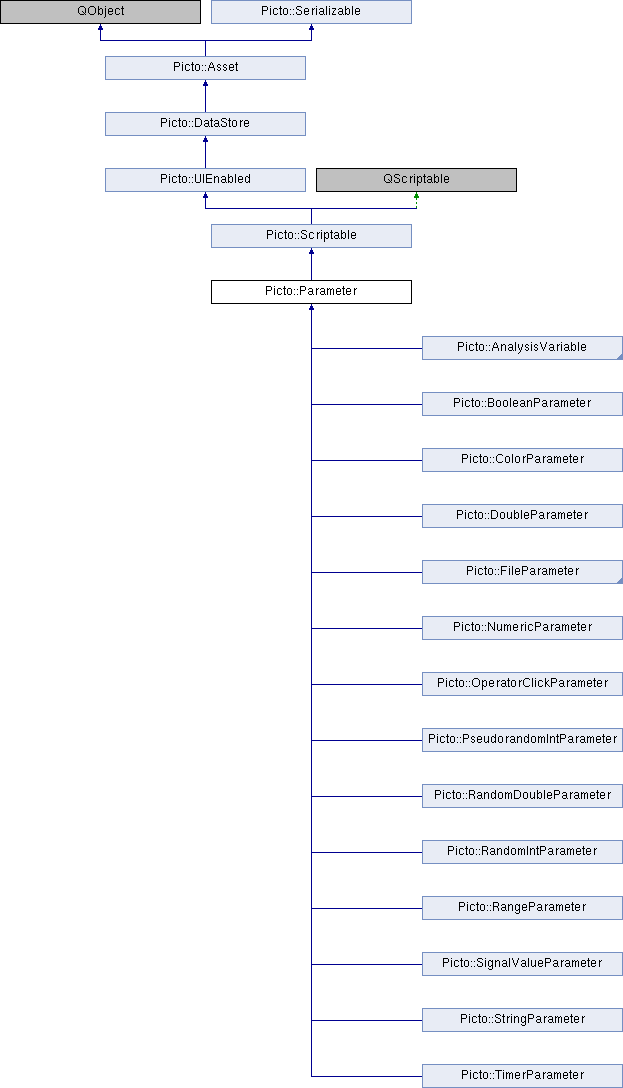 QObject
Picto::Serializable
Picto::Asset
Picto::DataStore
Picto::UIEnabled
QScriptable
Picto::Scriptable
Picto::Parameter
Picto::AnalysisVariable
Picto::BooleanParameter
Picto::ColorParameter
Picto::DoubleParameter
Picto::FileParameter
Picto::NumericParameter
Picto::OperatorClickParameter
Picto::PseudorandomIntParameter
Picto::RandomDoubleParameter
Picto::RandomIntParameter
Picto::RangeParameter
Picto::SignalValueParameter
Picto::StringParameter
Picto::TimerParameter